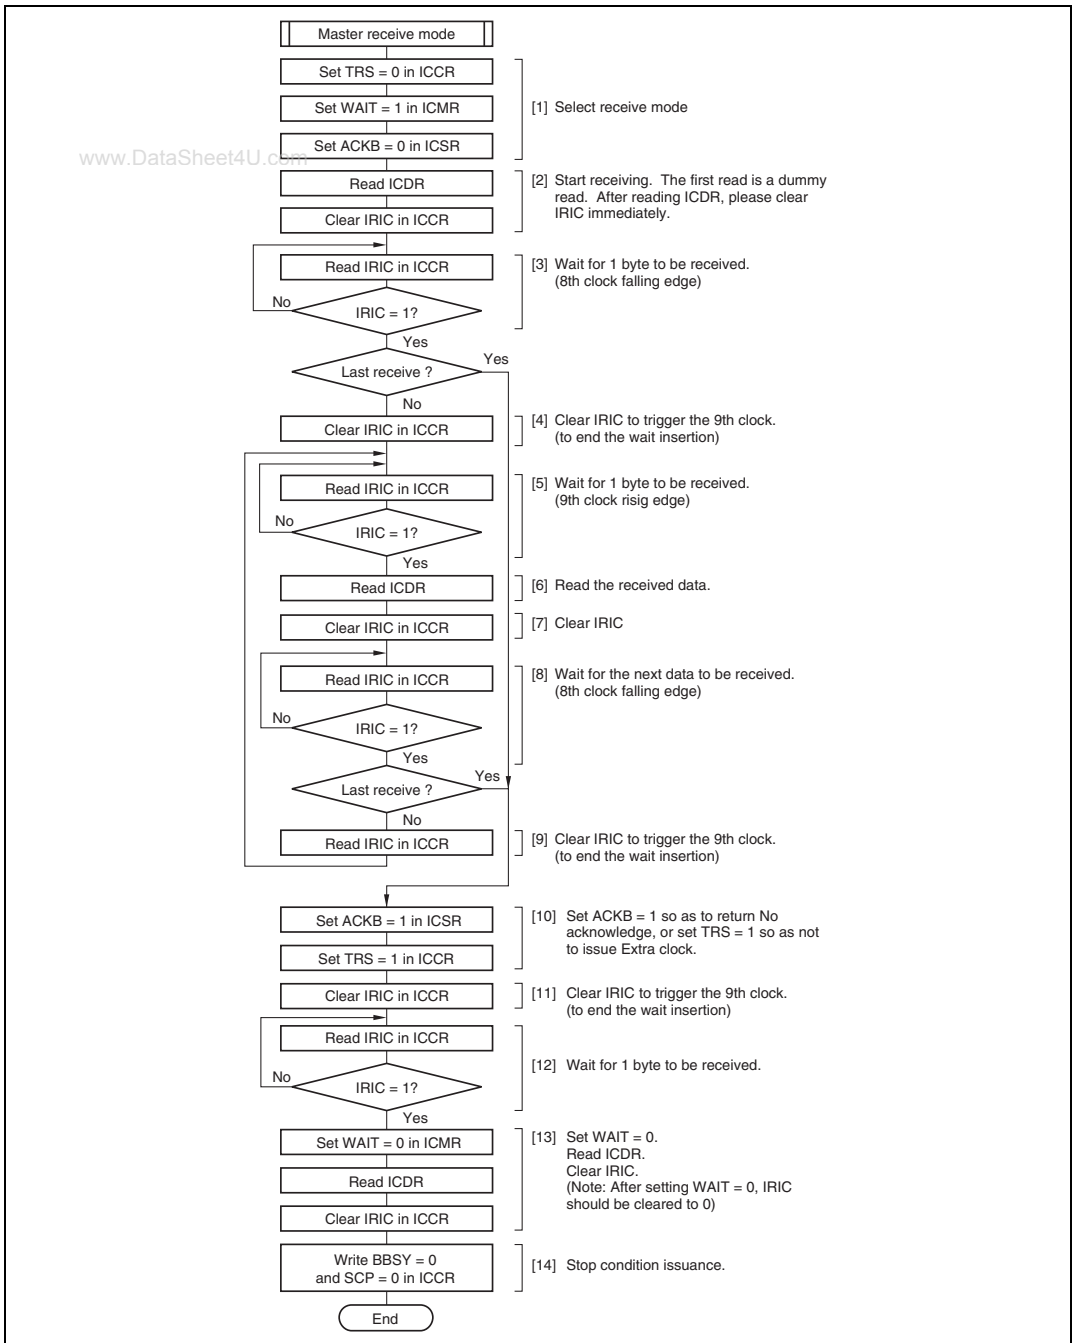 Master receive mode
Set TRS = 0 in ICCR
Set WAIT = 1 in ICMR
[1] Select receive mode
Set ACKB = 0 in ICSR
www.DataSheet4U.com
Read ICDR
[2] Start receiving. The first read is a dummy
read. After reading ICDR, please clear
IRIC immediately.
Clear IRIC in ICCR
Read IRIC in ICCR
[3] Wait for 1 byte to be received.
(8th clock falling edge)
No
IRIC = 1?
Yes
Last receive ?
Yes
No
Clear IRIC in ICCR
[4] Clear IRIC to trigger the 9th clock.
(to end the wait insertion)
Read IRIC in ICCR
[5] Wait for 1 byte to be received.
(9th clock risig edge)
No
IRIC = 1?
Yes
Read ICDR
[6] Read the received data.
Clear IRIC in ICCR
[7] Clear IRIC
Read IRIC in ICCR
[8] Wait for the next data to be received.
(8th clock falling edge)
No
IRIC = 1?
Yes
Last receive ?
Yes
No
Read IRIC in ICCR
[9] Clear IRIC to trigger the 9th clock.
(to end the wait insertion)
Set ACKB = 1 in ICSR
[10] Set ACKB = 1 so as to return No
acknowledge, or set TRS = 1 so as not
to issue Extra clock.
Set TRS = 1 in ICCR
Clear IRIC in ICCR
[11] Clear IRIC to trigger the 9th clock.
(to end the wait insertion)
Read IRIC in ICCR
[12] Wait for 1 byte to be received.
No
IRIC = 1?
Yes
Set WAIT = 0 in ICMR
[13] Set WAIT = 0.
Read ICDR.
Clear IRIC.
(Note: After setting WAIT = 0, IRIC
should be cleared to 0)
Read ICDR
Clear IRIC in ICCR
Write BBSY = 0
and SCP = 0 in ICCR
[14] Stop condition issuance.
End